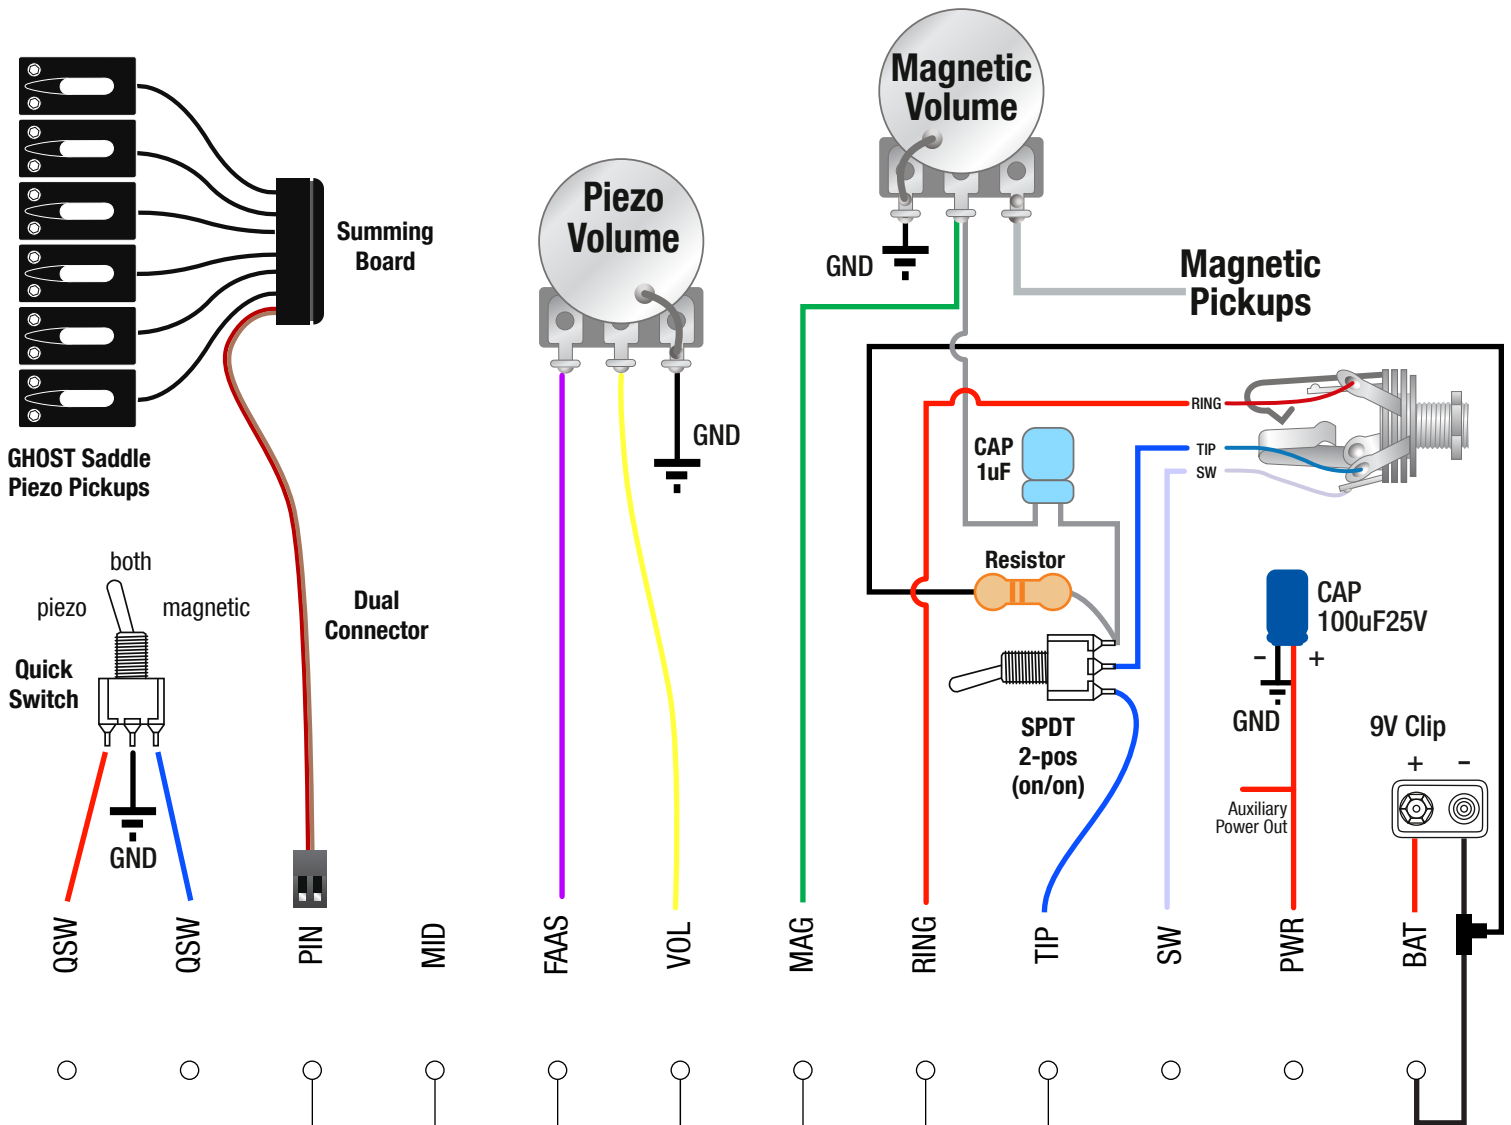 Magnetic
Volume
Piezo
Volume
Summing
Board
GND
Magnetic
Pickups
GHOST Saddle
Piezo Pickups
GND
CAP
1uF
RING
TIP
SW
both
piezo
magnetic
Quick
Switch
Dual
Connector
Resistor
CAP
100uF25V
- +
GND
SPDT
2-pos
(on/on)
9V Clip
+ -
Auxiliary
Power Out
GND
QSW
QSW
PIN
MID
FAAS
VOL
MAG
RING
TIP
SW
PWR
BAT